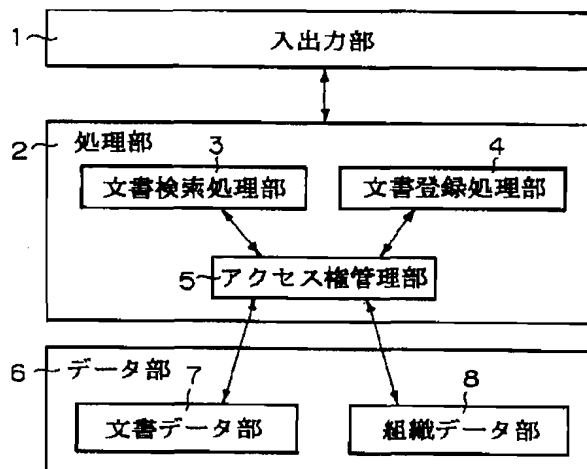 1 入出力部
2 処理部
3 4
文書検索処理部 文書登録処理部
5 アクセス権管理部
6 データ部
7 8
文書データ部 組織データ部